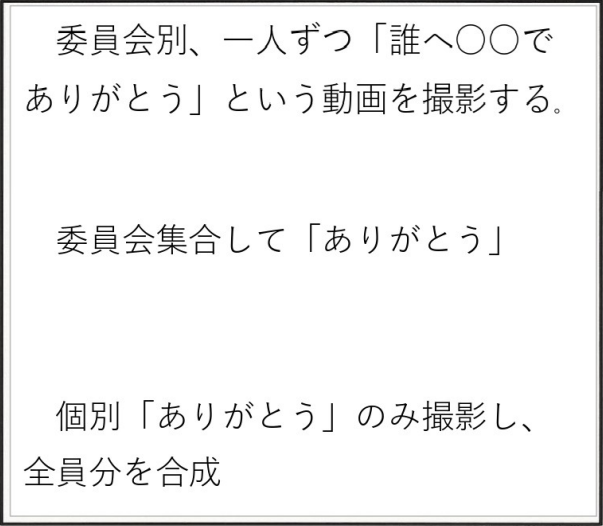 委員会別、一人ずつ「誰へ〇〇で
ありがとう」という動画を撮影する。
委員会集合して「ありがとう」
個別「ありがとう」のみ撮影し、
全員分を合成